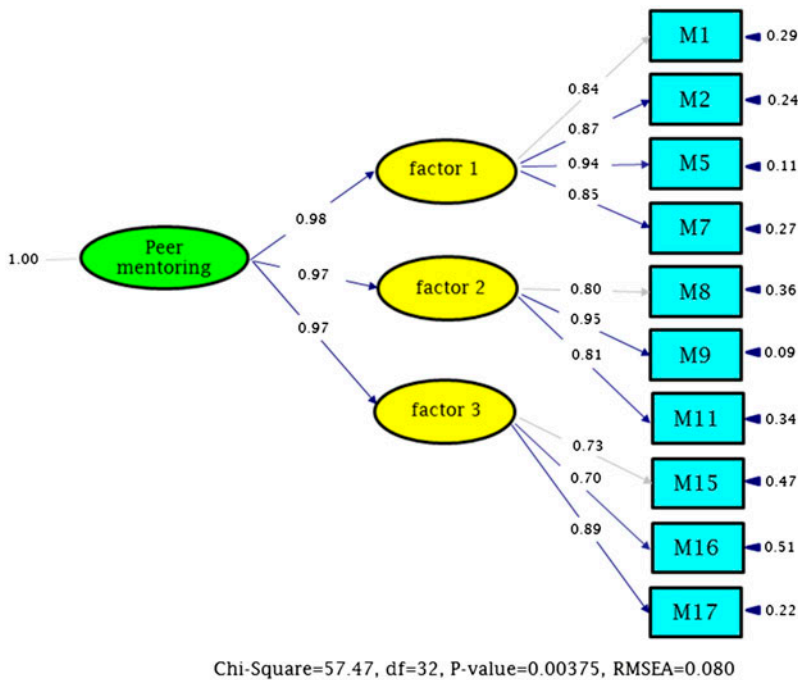 M1
0.29
0.84
M2
0.24
0.87
factor 1
0.94
M5
0.11
0.85
0.98
M7
0.27
Peer
mentoring
1.00
0.97
factor 2
0.80
M8
0.36
0.95
M9
0.09
0.97
0.81
factor 3
M11
0.34
0.73
M15
0.47
0.70
0.89
M16
0.51
M17
0.22
Chi-Square=57.47, df=32, P-value=0.00375, RMSEA=0.080